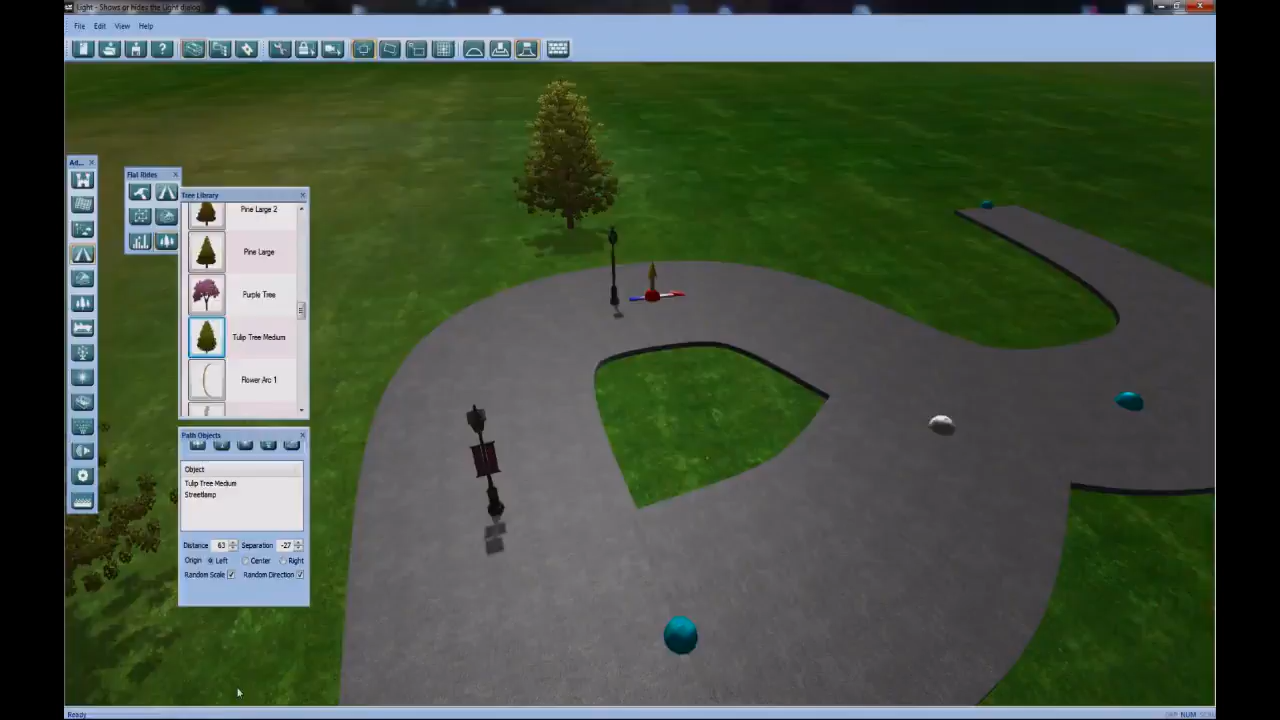 Light - Shows or hides the Light dialog
File Edit View Help
Ad...
Flat Rides
Tree Library
Pine Large 2
Pine Large
Purple Tree
Tulip Tree Medium
Flower Arc 1
Path Objects
Object
Tulip Tree Medium
Streetlamp
Distance 63 Separation -27
Origin Left Center Right
Random Scale Random Direction
Ready
NUM